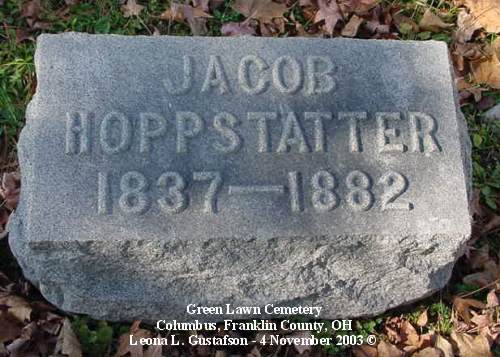 JACOB
HOPPSTATTER
1837—1882
Green Lawn Cemetery
Columbus, Franklin County, OH
Leona L. Gustafson - 4 November 2003 ©